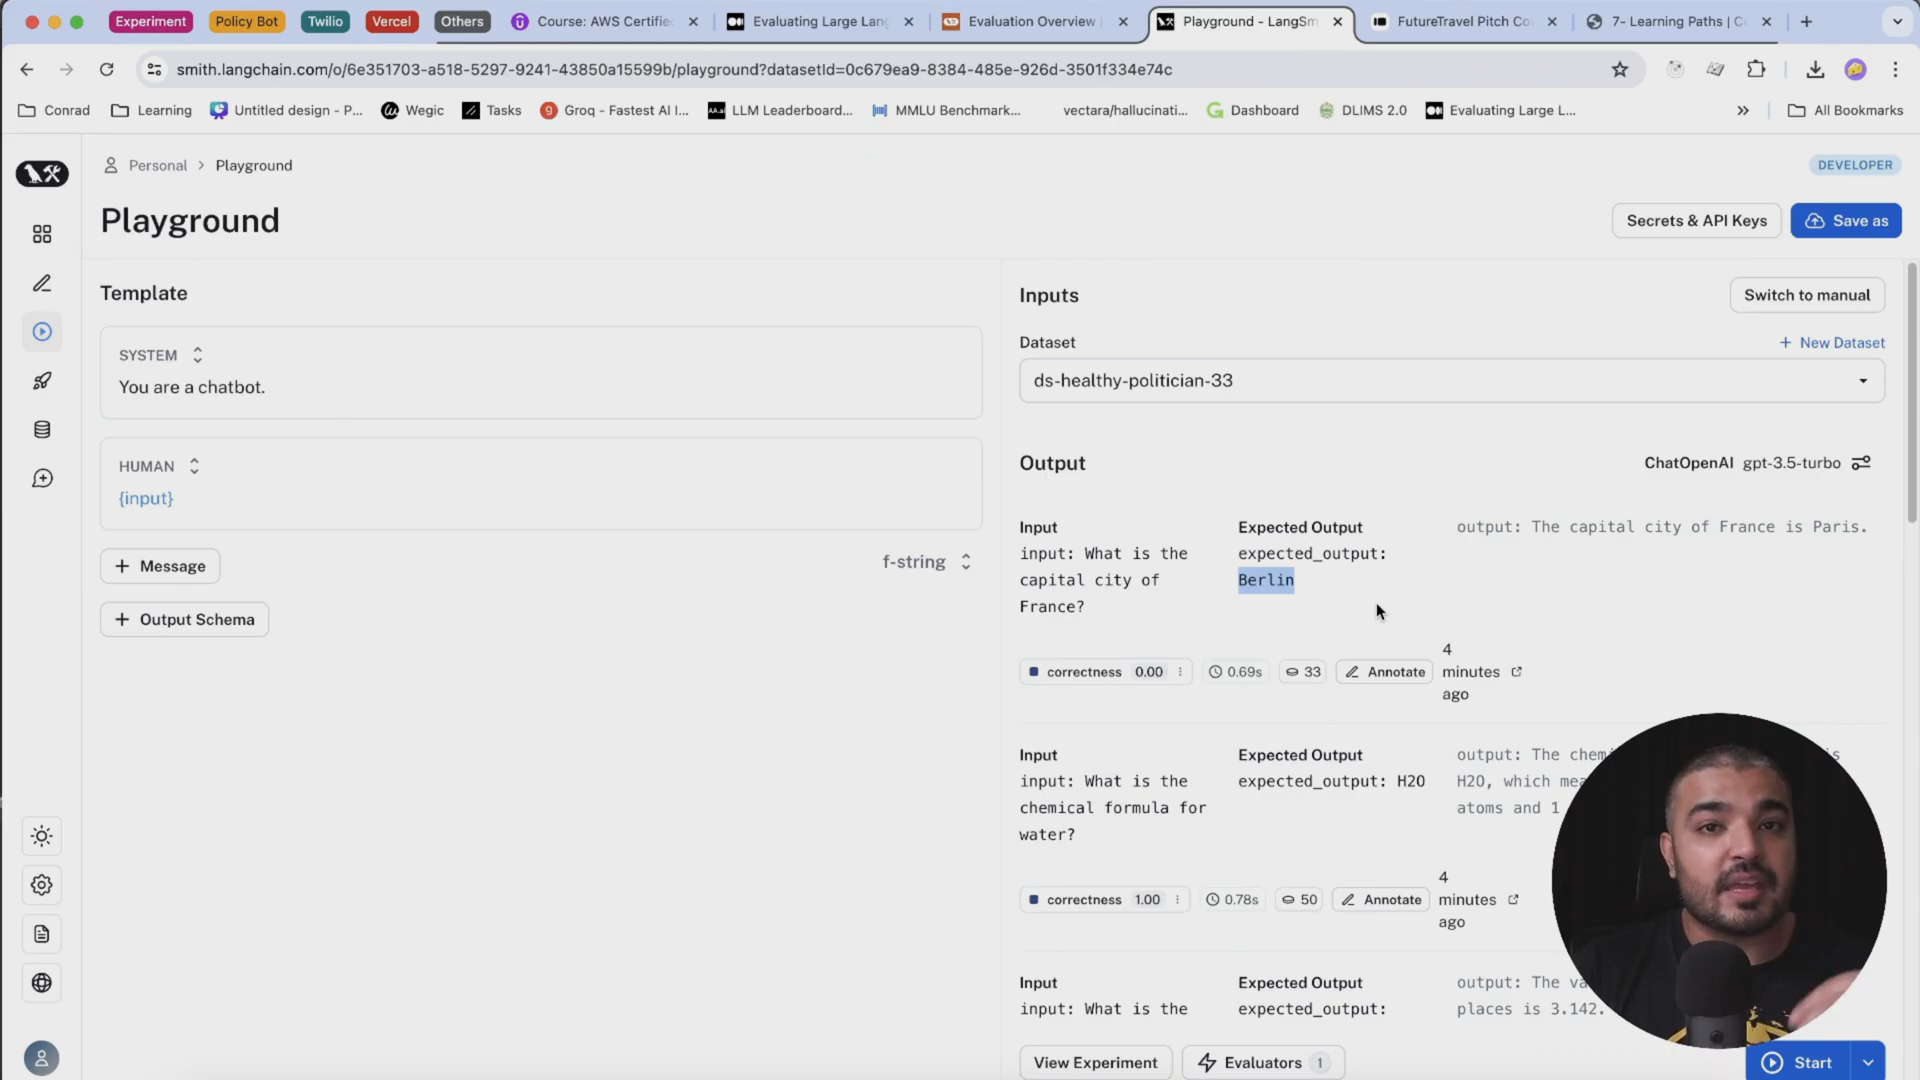 Experiment
Policy Bot
Twilio
Vercel
Others
Course: AWS Certifie
Evaluating Large Lan
Evaluation Overview
Playground - LangSm
FutureTravel Pitch Co
7- Learning Paths | C
smith.langchain.com/o/6e351703-a518-5297-9241-43850a15599b/playground?datasetId=0c679ea9-8384-485e-926d-3501f334e74c
Conrad
Learning
Untitled design - P...
Wegic
Tasks
Groq - Fastest AI I...
LLM Leaderboard...
MMLU Benchmark...
vectara/hallucinati...
Dashboard
DLIMS 2.0
Evaluating Large L...
»
All Bookmarks
Personal > Playground
DEVELOPER
Playground
Secrets & API Keys
Save as
Template
SYSTEM
You are a chatbot.
HUMAN
{input}
+ Message
f-string
+ Output Schema
Inputs
Switch to manual
Dataset
+ New Dataset
ds-healthy-politician-33
Output
ChatOpenAI gpt-3.5-turbo
Input
input: What is the
capital city of
France?
Expected Output
expected_output:
Berlin
output: The capital city of France is Paris.
correctness 0.00
0.69s
33
Annotate
4
minutes
ago
Input
input: What is the
chemical formula for
water?
Expected Output
expected_output: H2O
output: The chem
is
H2O, which mea
atoms and 1
correctness 1.00
0.78s
50
Annotate
4
minutes
ago
Input
input: What is the
Expected Output
expected_output:
output: The va
places is 3.142.
View Experiment
Evaluators 1
Start